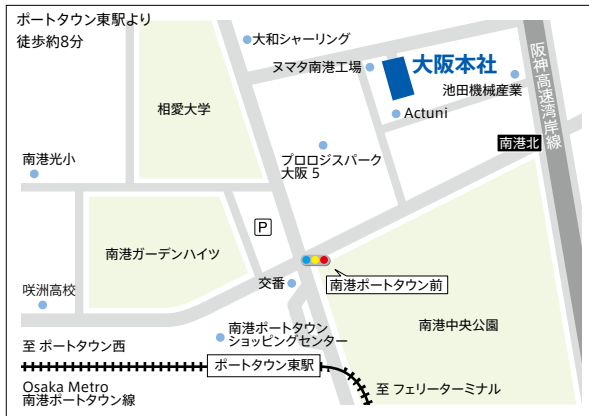 ポートタウン東駅より
徒歩約8分
大和シャーリング
ヌマタ南港工場
大阪本社
池田機械産業
Actuni
阪神高速湾岸線
相愛大学
南港北
プロロジスパーク
大阪 5
南港光小
P
南港ガーデンハイツ
交番
南港ポートタウン前
咲洲高校
南港中央公園
南港ポートタウン
ショッピングセンター
至 ポートタウン西
ポートタウン東駅
至 フェリーターミナル
Osaka Metro
南港ポートタウン線